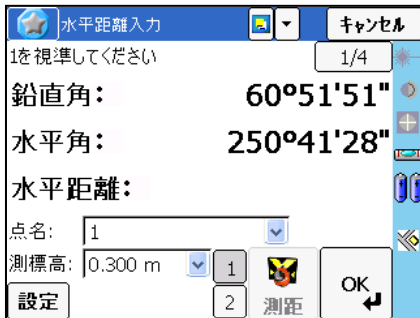 水平距離入力 キャンセル
1を視準してください 1/4
鉛直角: 60°51'51"
水平角: 250°41'28"
水平距離:
点名: 1
測標高: 0.300 m 1
設定 2 測距 OK